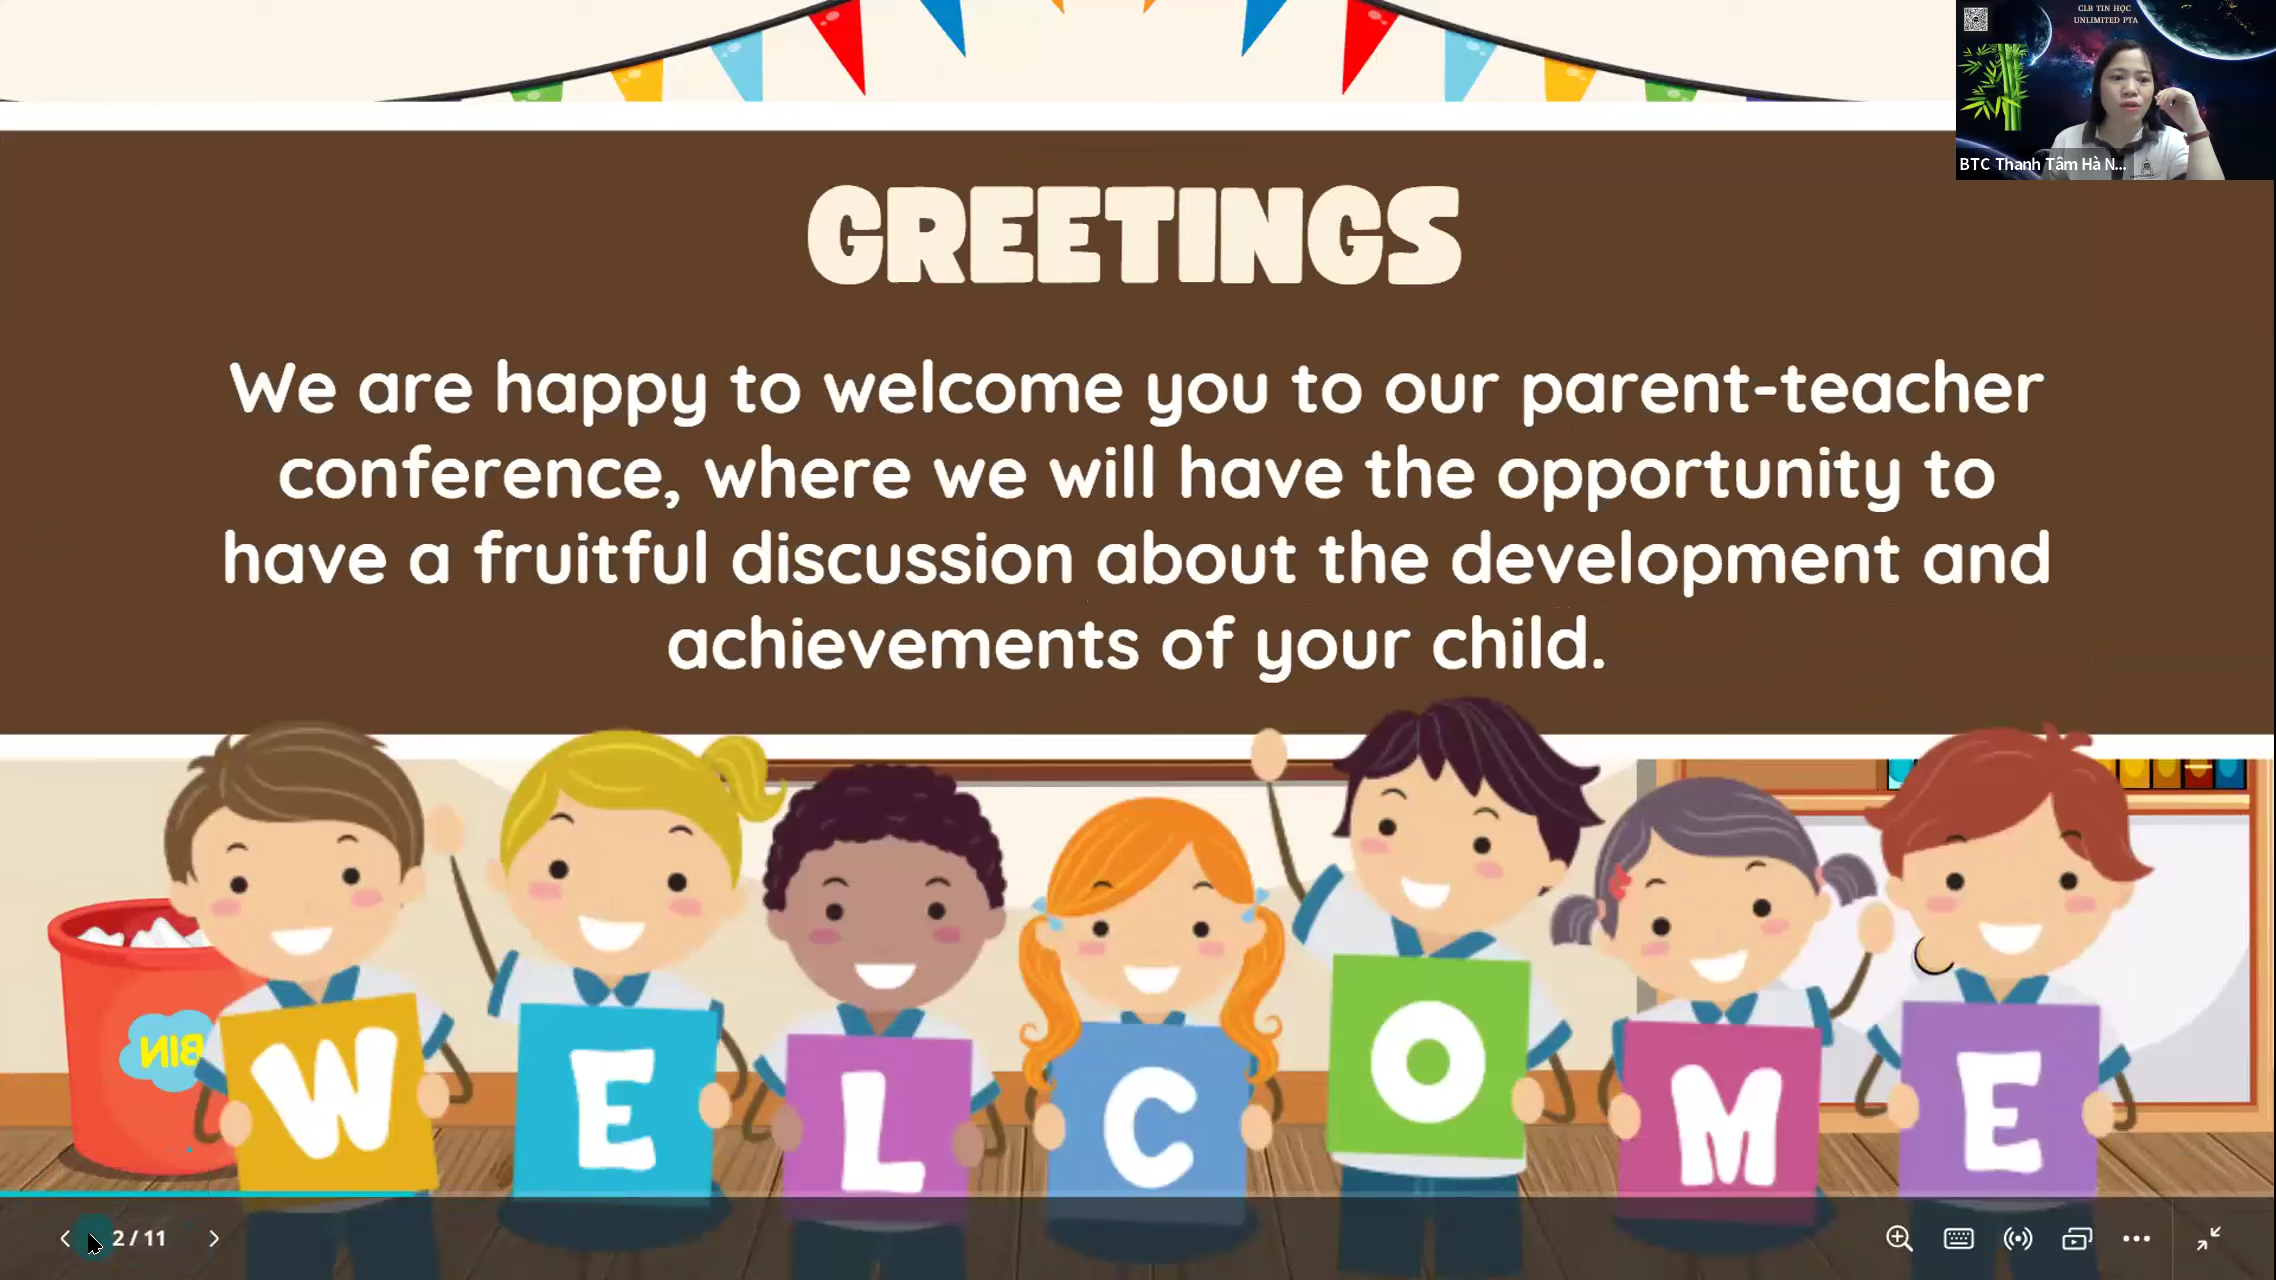 CLB TIN HỌC
UNLIMITED PTA
BTC Thanh Tâm Hà N...
GREETINGS
We are happy to welcome you to our parent-teacher
conference, where we will have the opportunity to
have a fruitful discussion about the development and
achievements of your child.
BIN
W E L C O M E
2 / 11